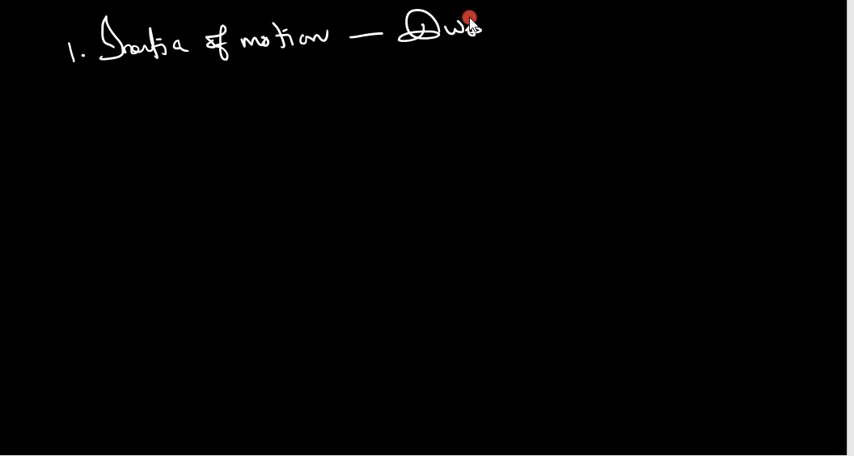 1. Inertia of motion —